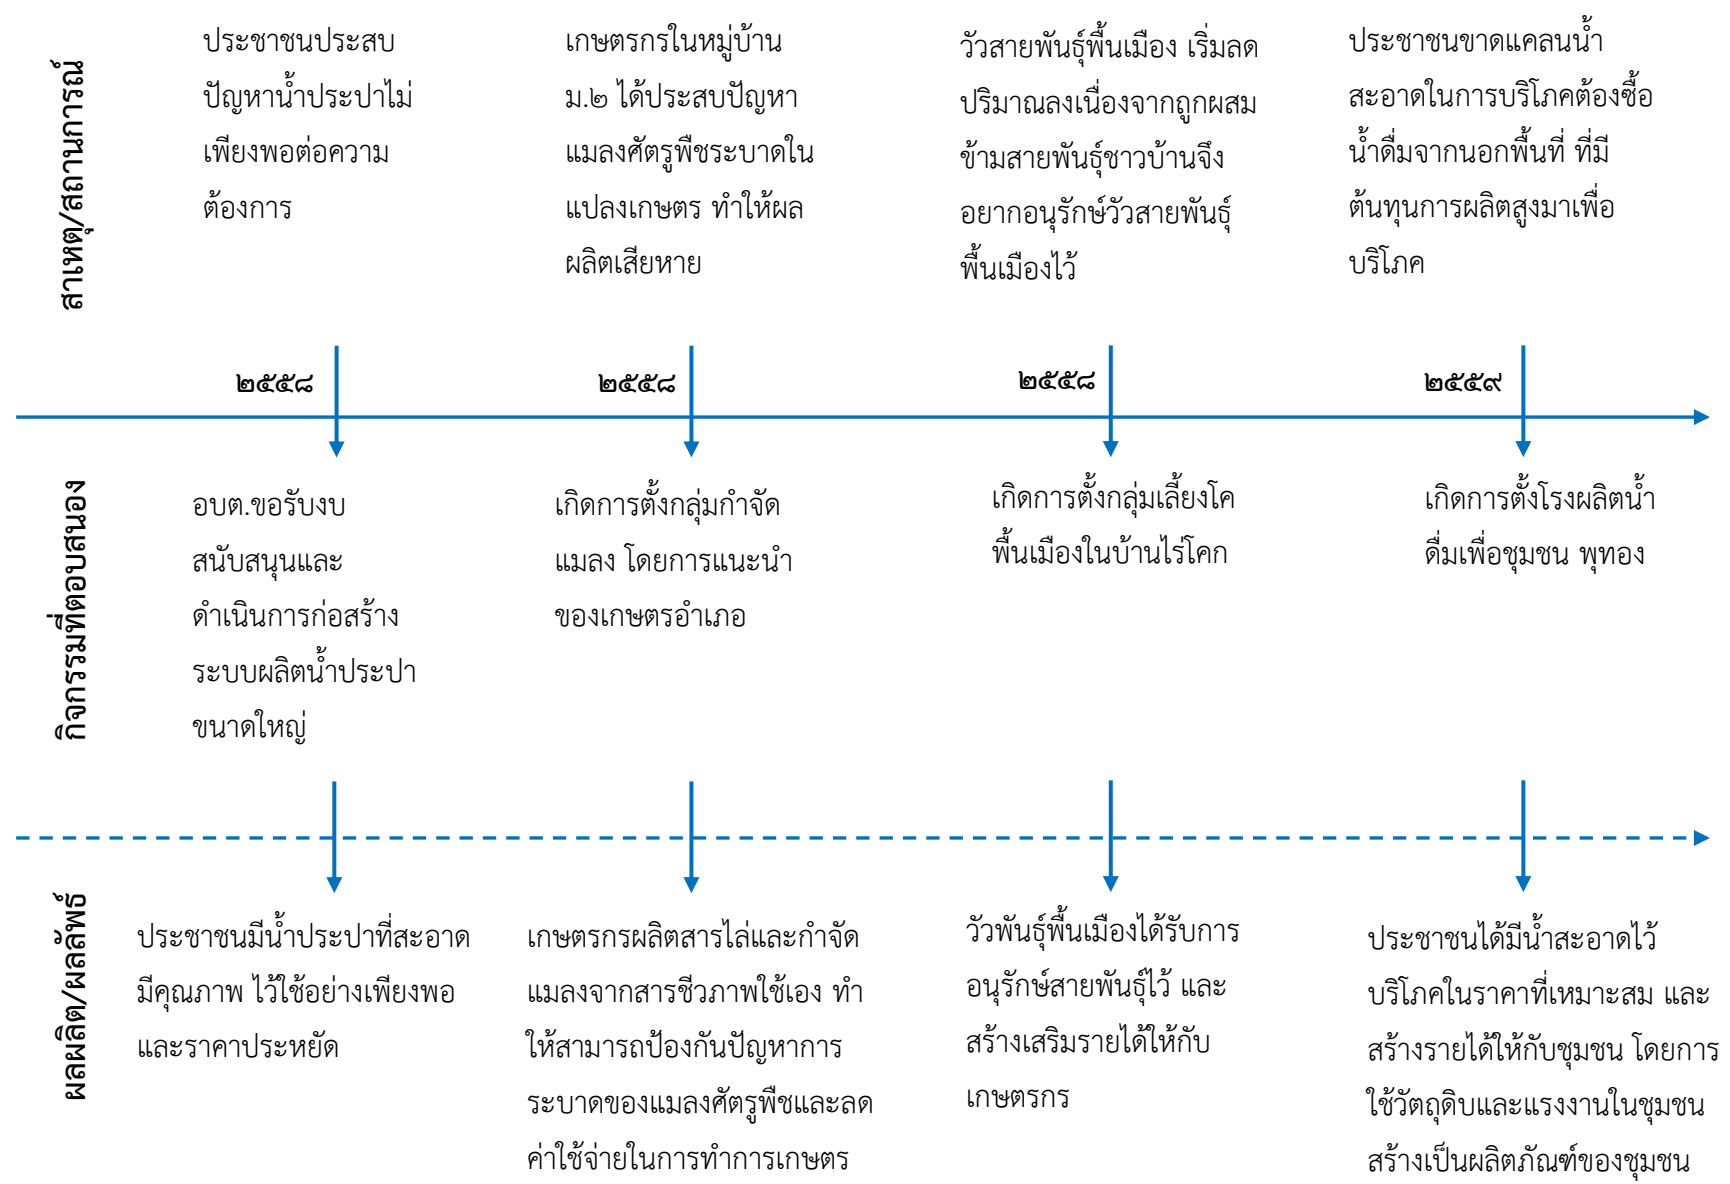 สาเหตุ/สถานการณ์
ประชาชนประสบ
ปัญหาน้ำประปาไม่
เพียงพอต่อความ
ต้องการ
เกษตรกรในหมู่บ้าน
ม.๒ ได้ประสบปัญหา
แมลงศัตรูพืชระบาดใน
แปลงเกษตร ทำให้ผล
ผลิตเสียหาย
วัวสายพันธุ์พื้นเมือง เริ่มลด
ปริมาณลงเนื่องจากถูกผสม
ข้ามสายพันธุ์ชาวบ้านจึง
อยากอนุรักษ์วัวสายพันธุ์
พื้นเมืองไว้
ประชาชนขาดแคลนน้ำ
สะอาดในการบริโภคต้องซื้อ
น้ำดื่มจากนอกพื้นที่ ที่มี
ต้นทุนการผลิตสูงมาเพื่อ
บริโภค
๒๕๕๘
๒๕๕๘
๒๕๕๘
๒๕๕๙
กิจกรรมที่ตอบสนอง
อบต.ขอรับงบ
สนับสนุนและ
ดำเนินการก่อสร้าง
ระบบผลิตน้ำประปา
ขนาดใหญ่
เกิดการตั้งกลุ่มกำจัด
แมลง โดยการแนะนำ
ของเกษตรอำเภอ
เกิดการตั้งกลุ่มเลี้ยงโค
พื้นเมืองในบ้านไร่โคก
เกิดการตั้งโรงผลิตน้ำ
ดื่มเพื่อชุมชน พุทอง
ผลผลิต/ผลลัพธ์
ประชาชนมีน้ำประปาที่สะอาด
มีคุณภาพ ไว้ใช้อย่างเพียงพอ
และราคาประหยัด
เกษตรกรผลิตสารไล่และกำจัด
แมลงจากสารชีวภาพใช้เอง ทำ
ให้สามารถป้องกันปัญหาการ
ระบาดของแมลงศัตรูพืชและลด
ค่าใช้จ่ายในการทำการเกษตร
วัวพันธุ์พื้นเมืองได้รับการ
อนุรักษ์สายพันธุ์ไว้ และ
สร้างเสริมรายได้ให้กับ
เกษตรกร
ประชาชนได้มีน้ำสะอาดไว้
บริโภคในราคาที่เหมาะสม และ
สร้างรายได้ให้กับชุมชน โดยการ
ใช้วัตถุดิบและแรงงานในชุมชน
สร้างเป็นผลิตภัณฑ์ของชุมชน